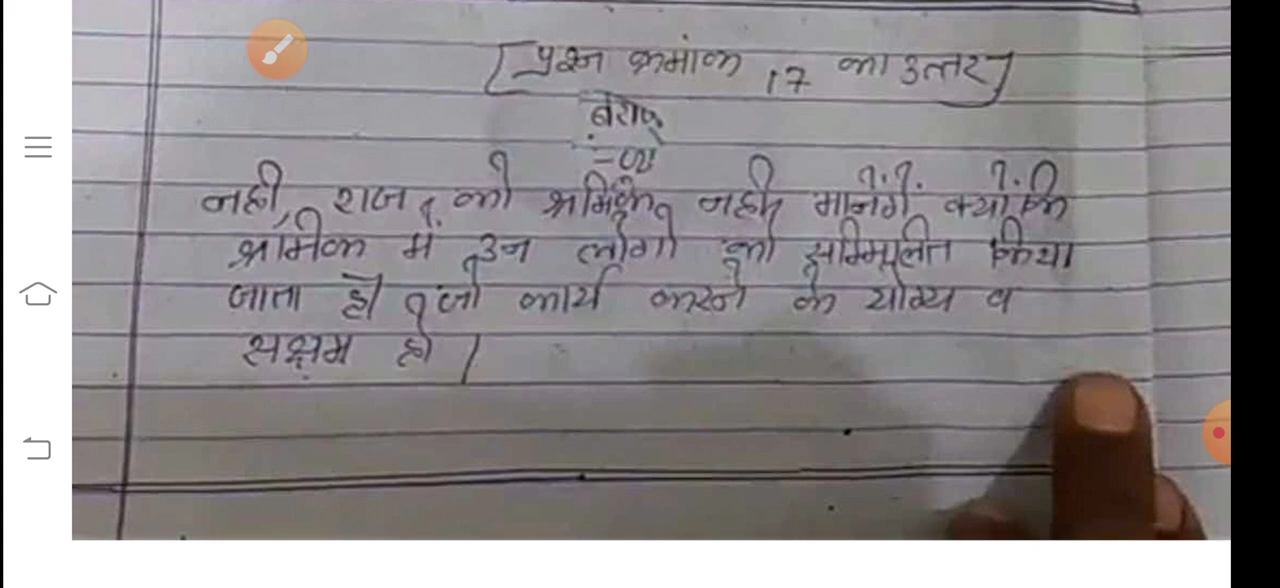 [प्रश्न क्रमांक 17 का उत्तर]
नही, राज को श्रमिक नही मानेंगे क्योंकि
श्रमिक में उन लोगो को सम्मिलित किया
जाता हो जो कार्य करने के योग्य व
सक्षम हो।